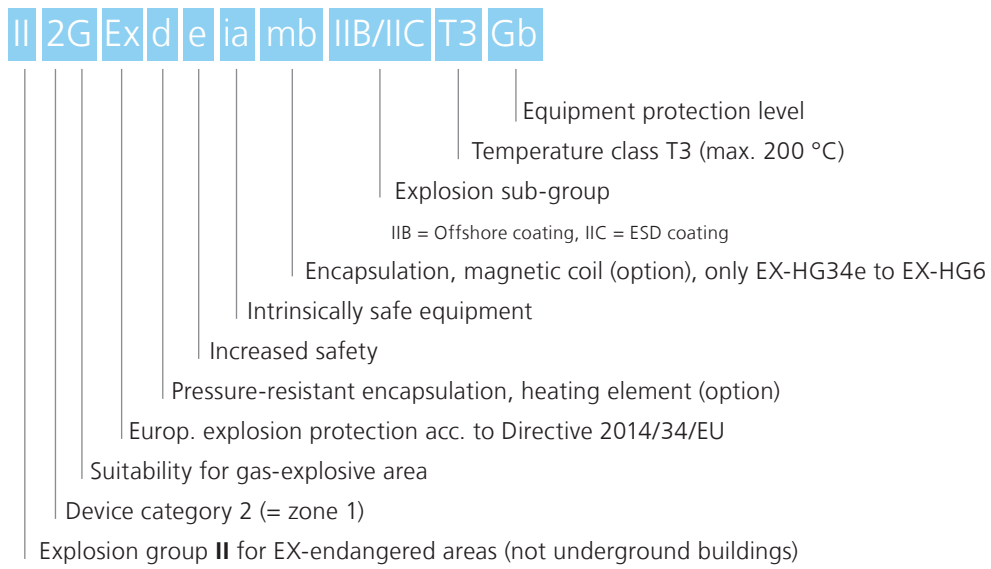 II 2G Ex d e ia mb IIB/IIC T3 Gb
Equipment protection level
Temperature class T3 (max. 200 °C)
Explosion sub-group
IIB = Offshore coating, IIC = ESD coating
Encapsulation, magnetic coil (option), only EX-HG34e to EX-HG6
Intrinsically safe equipment
Increased safety
Pressure-resistant encapsulation, heating element (option)
Europ. explosion protection acc. to Directive 2014/34/EU
Suitability for gas-explosive area
Device category 2 (= zone 1)
Explosion group II for EX-endangered areas (not underground buildings)